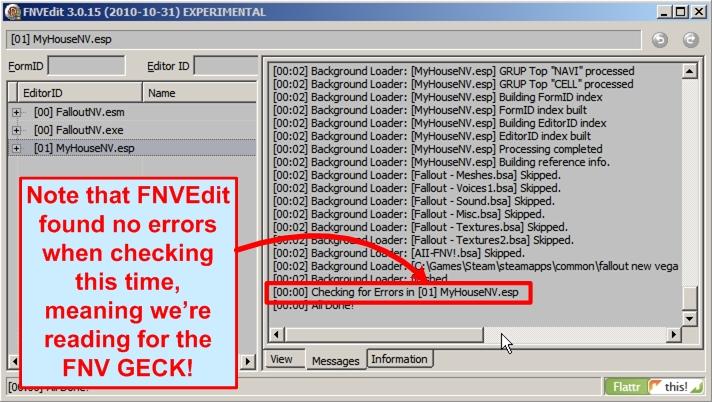 FNVEdit 3.0.15 (2010-10-31) EXPERIMENTAL
[01] MyHouseNV.esp
FormID
Editor ID
EditorID Name
[00] FalloutNV.esm
[00] FalloutNV.exe
[01] MyHouseNV.esp
Note that FNVEdit
found no errors
when checking
this time,
meaning we're
reading for the
FNV GECK!
[00:02] Background Loader: [MyHouseNV.esp] GRUP Top "NAVI" processed
[00:02] Background Loader: [MyHouseNV.esp] GRUP Top "CELL" processed
[00:02] Background Loader: [MyHouseNV.esp] Building FormID index
[00:02] Background Loader: [MyHouseNV.esp] FormID index built
[00:02] Background Loader: [MyHouseNV.esp] Building EditorID index
[00:02] Background Loader: [MyHouseNV.esp] EditorID index built
[00:02] Background Loader: [MyHouseNV.esp] Processing completed
[00:02] Background Loader: [MyHouseNV.esp] Building reference info.
[00:02] Background Loader: [Fallout - Meshes.bsa] Skipped.
[00:02] Background Loader: [Fallout - Voices1.bsa] Skipped.
[00:02] Background Loader: [Fallout - Sound.bsa] Skipped.
[00:02] Background Loader: [Fallout - Misc.bsa] Skipped.
[00:02] Background Loader: [Fallout - Textures.bsa] Skipped.
[00:02] Background Loader: [Fallout - Textures2.bsa] Skipped.
[00:02] Background Loader: [AII-FNV!.bsa] Skipped.
[00:02] Background Loader: [C:\Games\Steam\steamapps\common\fallout new vega
[00:02] Background Loader: finished
[00:00] Checking for Errors in [01] MyHouseNV.esp
[00:00] All Done!
View Messages Information
[00:00] All Done!
Flattr this!